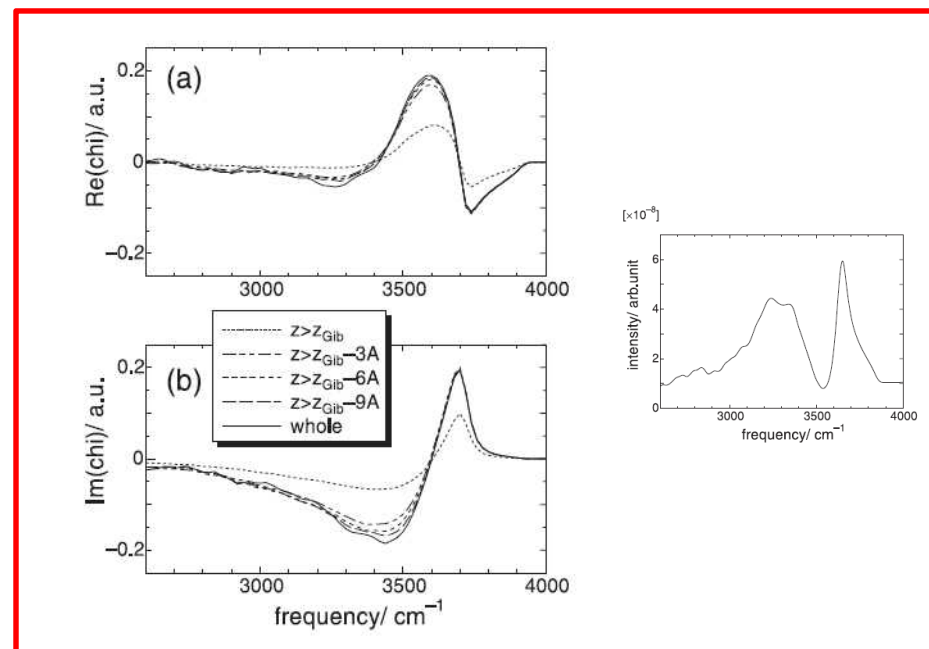 (a)
Re(chi)/ a.u.
0.2
0
−0.2
3000 3500 4000
z>zGib
z>zGib−3A
z>zGib−6A
z>zGib−9A
whole
(b)
Im(chi)/ a.u.
0.2
0
−0.2
3000 3500 4000
frequency/ cm⁻¹
[×10⁻⁸]
intensity/ arb.unit
6
4
2
0
3000 3500 4000
frequency/ cm⁻¹